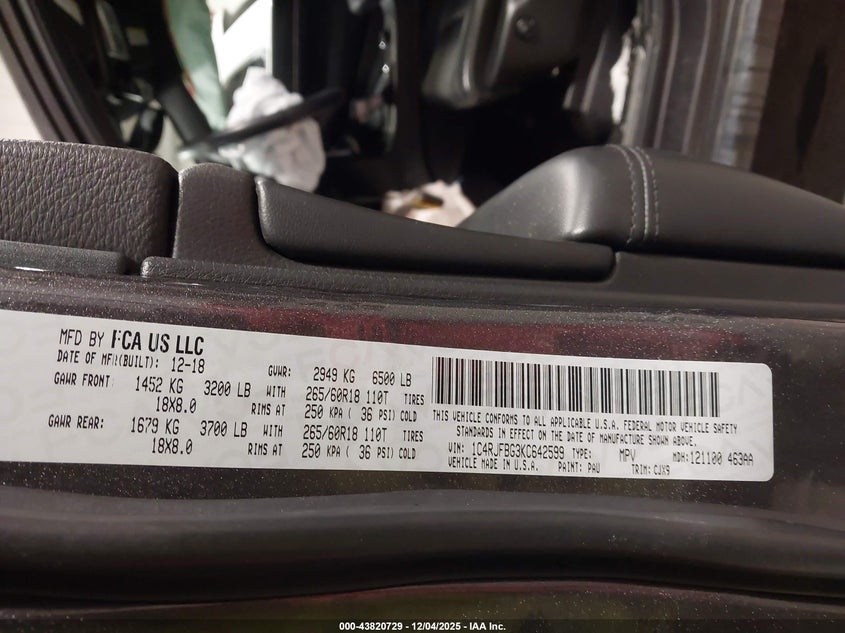 MFD BY FCA US LLC
DATE OF MFR(BUILT): 12-18 GVWR: 2949 KG 6500 LB
GAWR FRONT: 1452 KG 3200 LB WITH 265/60R18 110T TIRES
18X8.0 RIMS AT 250 KPA ( 36 PSI) COLD
GAWR REAR: 1679 KG 3700 LB WITH 265/60R18 110T TIRES
18X8.0 RIMS AT 250 KPA ( 36 PSI) COLD
THIS VEHICLE CONFORMS TO ALL APPLICABLE U.S.A. FEDERAL MOTOR VEHICLE SAFETY
STANDARDS IN EFFECT ON THE DATE OF MANUFACTURE SHOWN ABOVE.
VIN: 1C4RJFBG3KC642599 TYPE: MPV MDH:121100 463AA
VEHICLE MADE IN U.S.A. PAINT: PAU TRIM: CJX9
000-43820729 - 12/04/2025 - IAA Inc.